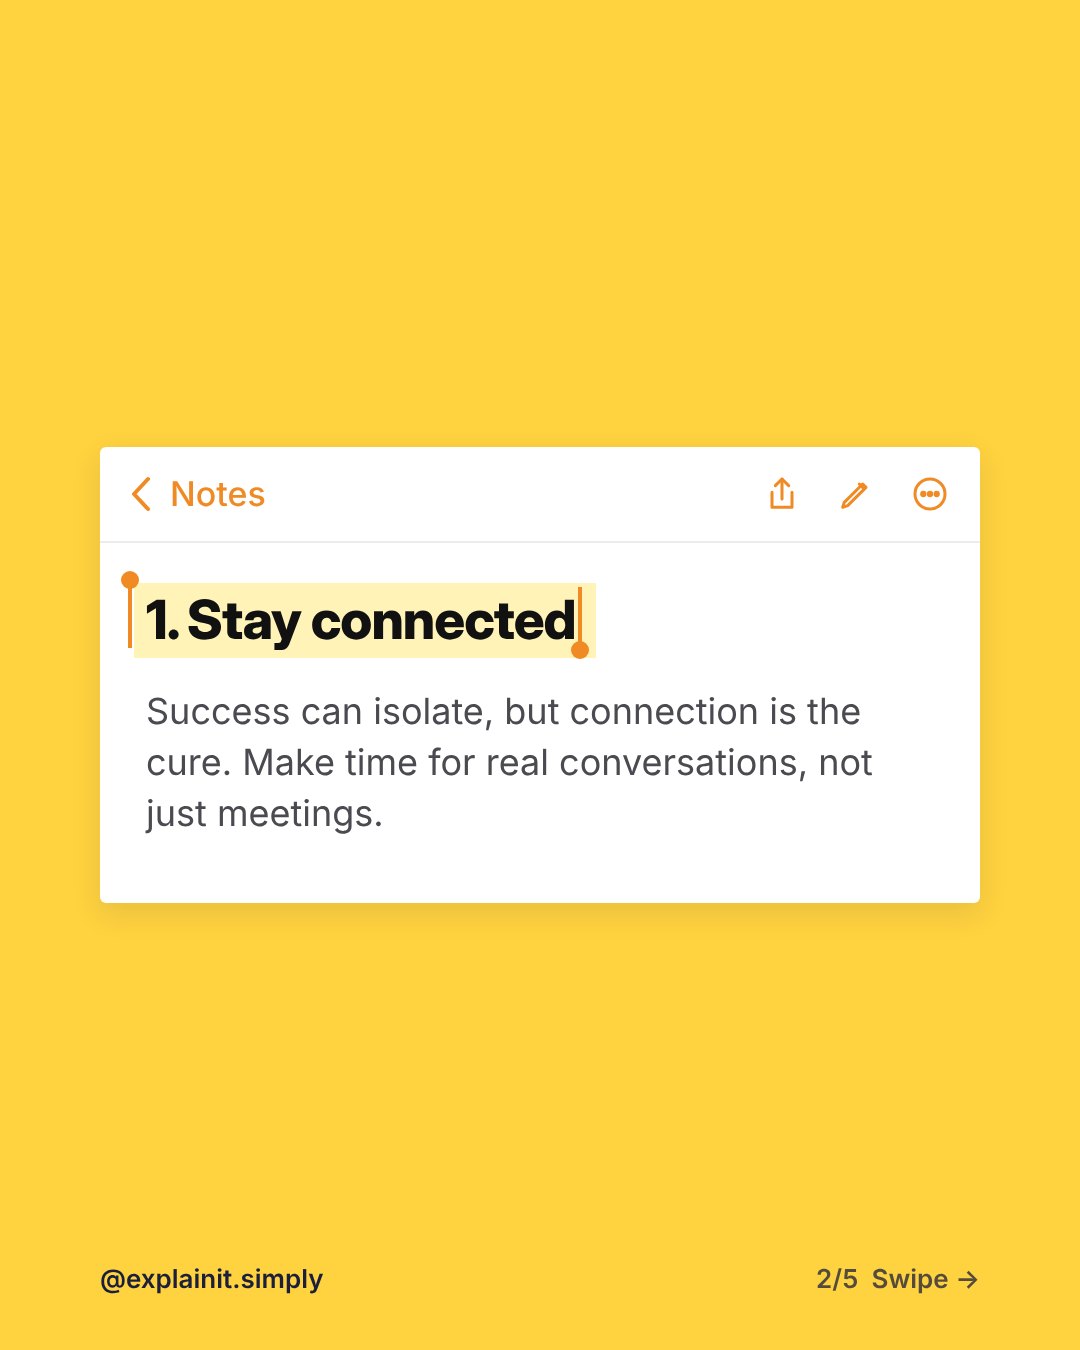 Notes
1. Stay connected
Success can isolate, but connection is the
cure. Make time for real conversations, not
just meetings.
@explainit.simply
2/5 Swipe →